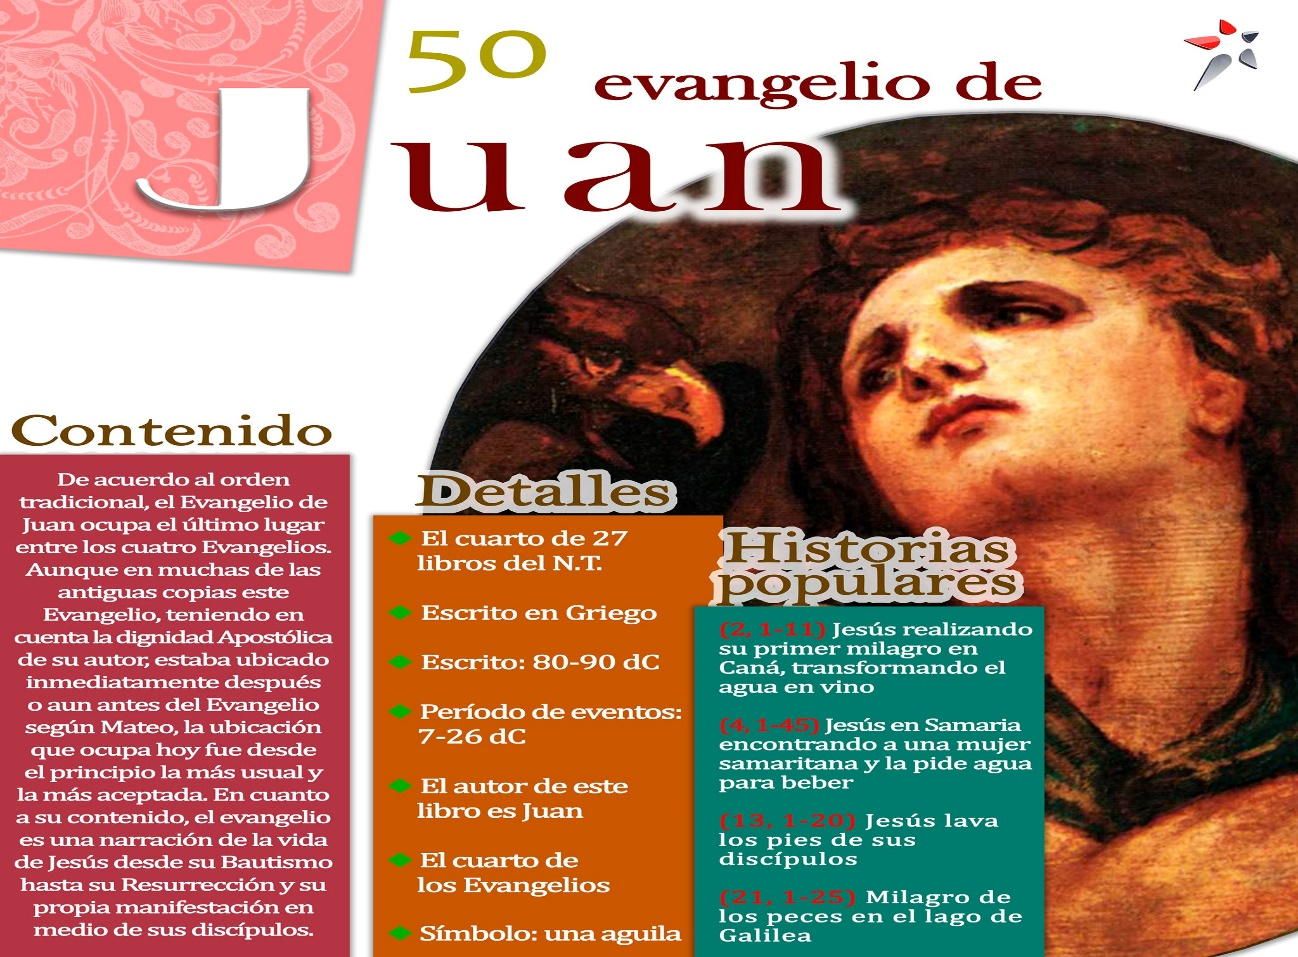 50
evangelio de
Juan
Contenido
De acuerdo al orden
tradicional, el Evangelio de
Juan ocupa el último lugar
entre los cuatro Evangelios.
Aunque en muchas de las
antiguas copias este
Evangelio, teniendo en
cuenta la dignidad Apostólica
de su autor, estaba ubicado
inmediatamente después
o aun antes del Evangelio
según Mateo, la ubicación
que ocupa hoy fue desde
el principio la más usual y
la más aceptada. En cuanto
a su contenido, el evangelio
es una narración de la vida
de Jesús desde su Bautismo
hasta su Resurrección y su
propia manifestación en
medio de sus discípulos.
Detalles
El cuarto de 27
libros del N.T.
Escrito en Griego
Escrito: 80-90 dC
Período de eventos:
7-26 dC
El autor de este
libro es Juan
El cuarto de
los Evangelios
Símbolo: una aguila
Historias
populares
(2, 1-11) Jesús realizando
su primer milagro en
Caná, transformando el
agua en vino
(4, 1-45) Jesús en Samaria
encontrando a una mujer
samaritana y la pide agua
para beber
(13, 1-20) Jesús lava
los pies de sus
discípulos
(21, 1-25) Milagro de
los peces en el lago de
Galilea